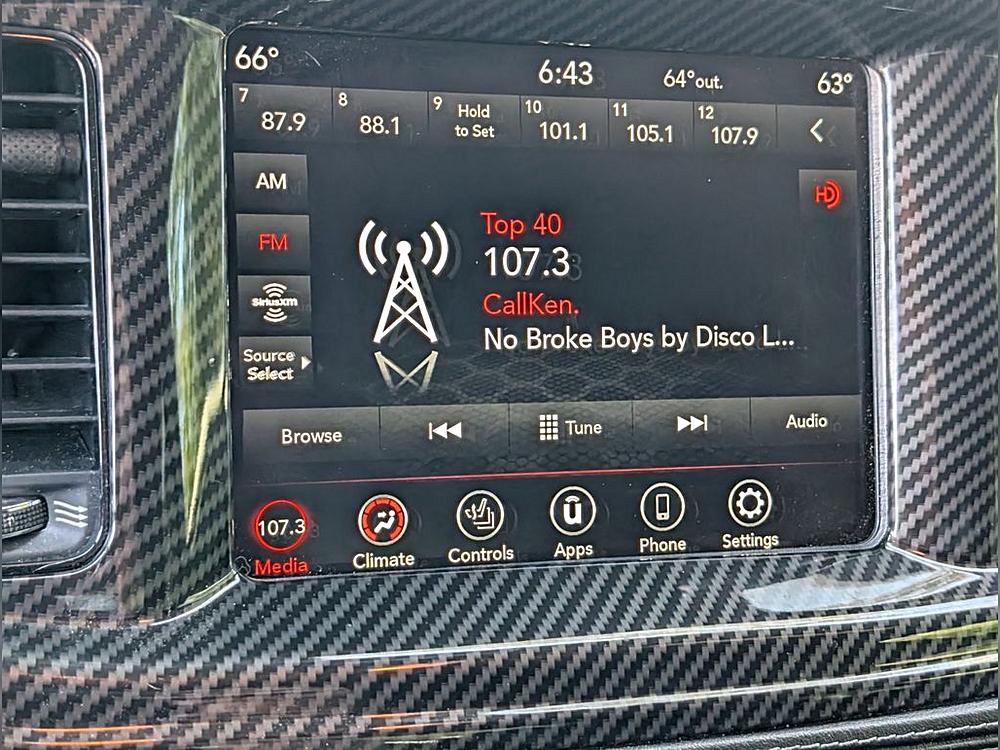 66° 6:43 64°out. 63°
7 87.9 8 88.1 9 Hold to Set 10 101.1 11 105.1 12 107.9
AM
FM
SiriusXM
Source
Select
HD
Top 40
107.3
CallKen.
No Broke Boys by Disco L...
Browse Tune Audio
107.3
Media Climate Controls Apps Phone Settings